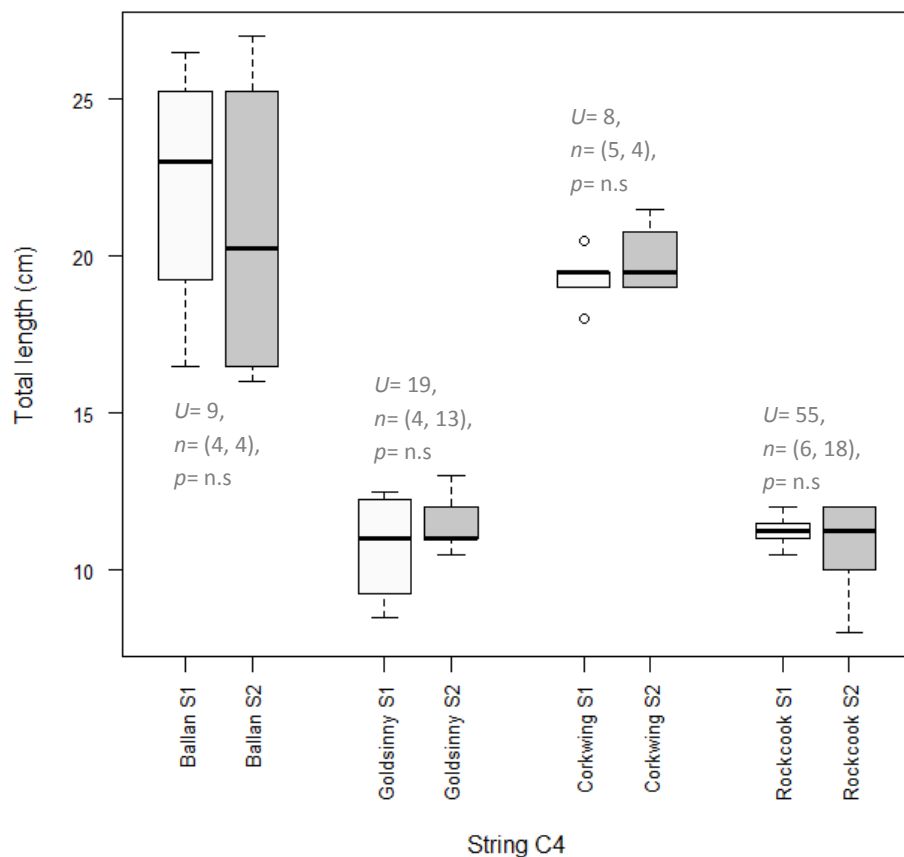 Total length (cm)
25
20
15
10
U= 9,
n= (4, 4),
p= n.s
U= 19,
n= (4, 13),
p= n.s
U= 8,
n= (5, 4),
p= n.s
U= 55,
n= (6, 18),
p= n.s
Ballan S1
Ballan S2
Goldsinny S1
Goldsinny S2
Corkwing S1
Corkwing S2
Rockcook S1
Rockcook S2
String C4